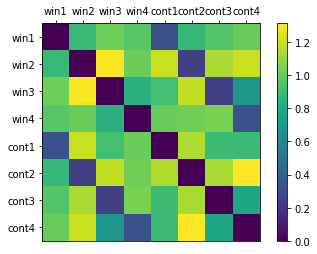 win1 win2 win3 win4 cont1 cont2 cont3 cont4
win1
win2
win3
win4
cont1
cont2
cont3
cont4
1.2
1.0
0.8
0.6
0.4
0.2
0.0